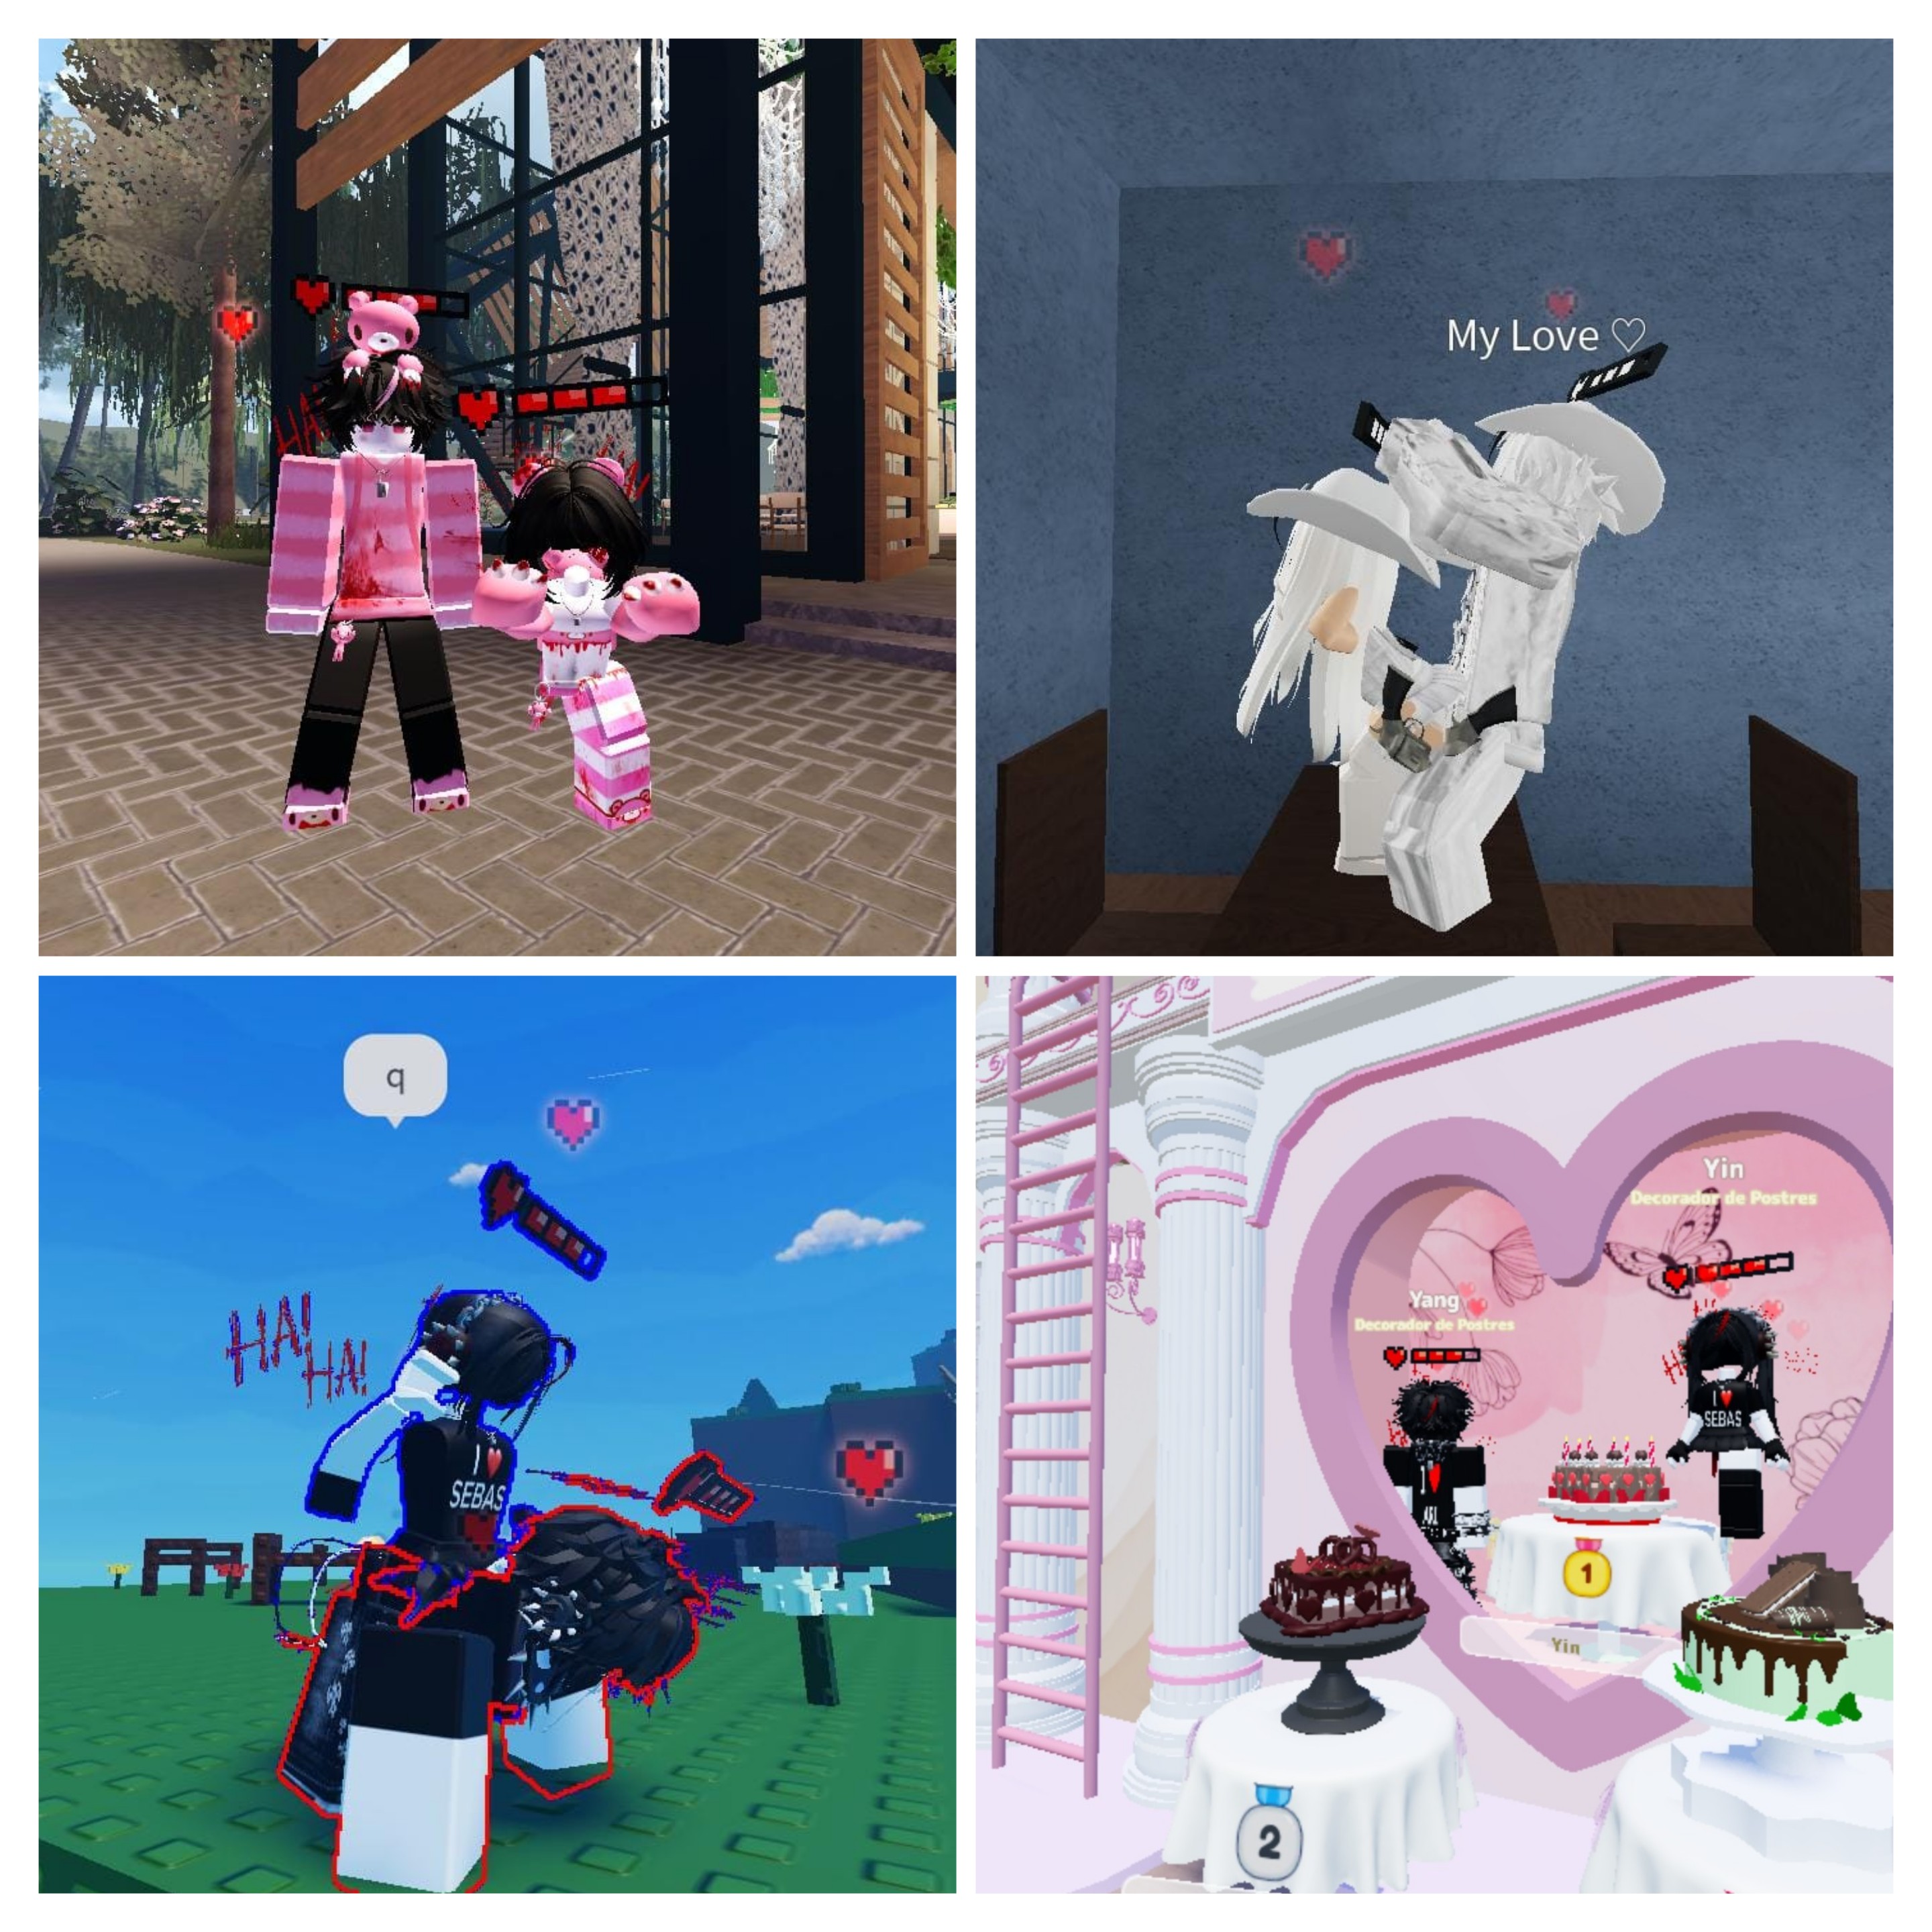 HA
My Love ♡
q
HA!
HA!
I ♥
SEBAS
Yin
Decorador de Postres
Yang
Decorador de Postres
I ♥
SEBAS
I ♥
1
Yin
2